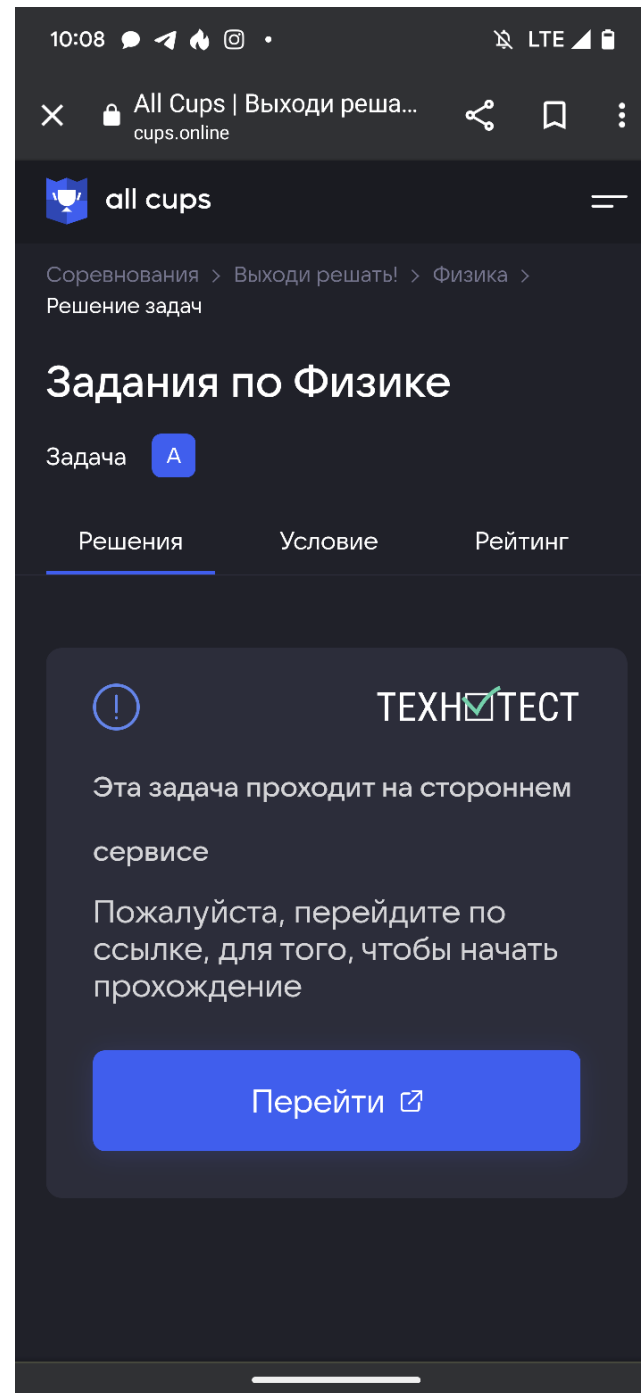 10:08
LTE
All Cups | Выходи реша...
cups.online
all cups
Соревнования > Выходи решать! > Физика >
Решение задач
Задания по Физике
Задача A
Решения Условие Рейтинг
ТЕХНОТЕСТ
Эта задача проходит на стороннем
сервисе
Пожалуйста, перейдите по
ссылке, для того, чтобы начать
прохождение
Перейти